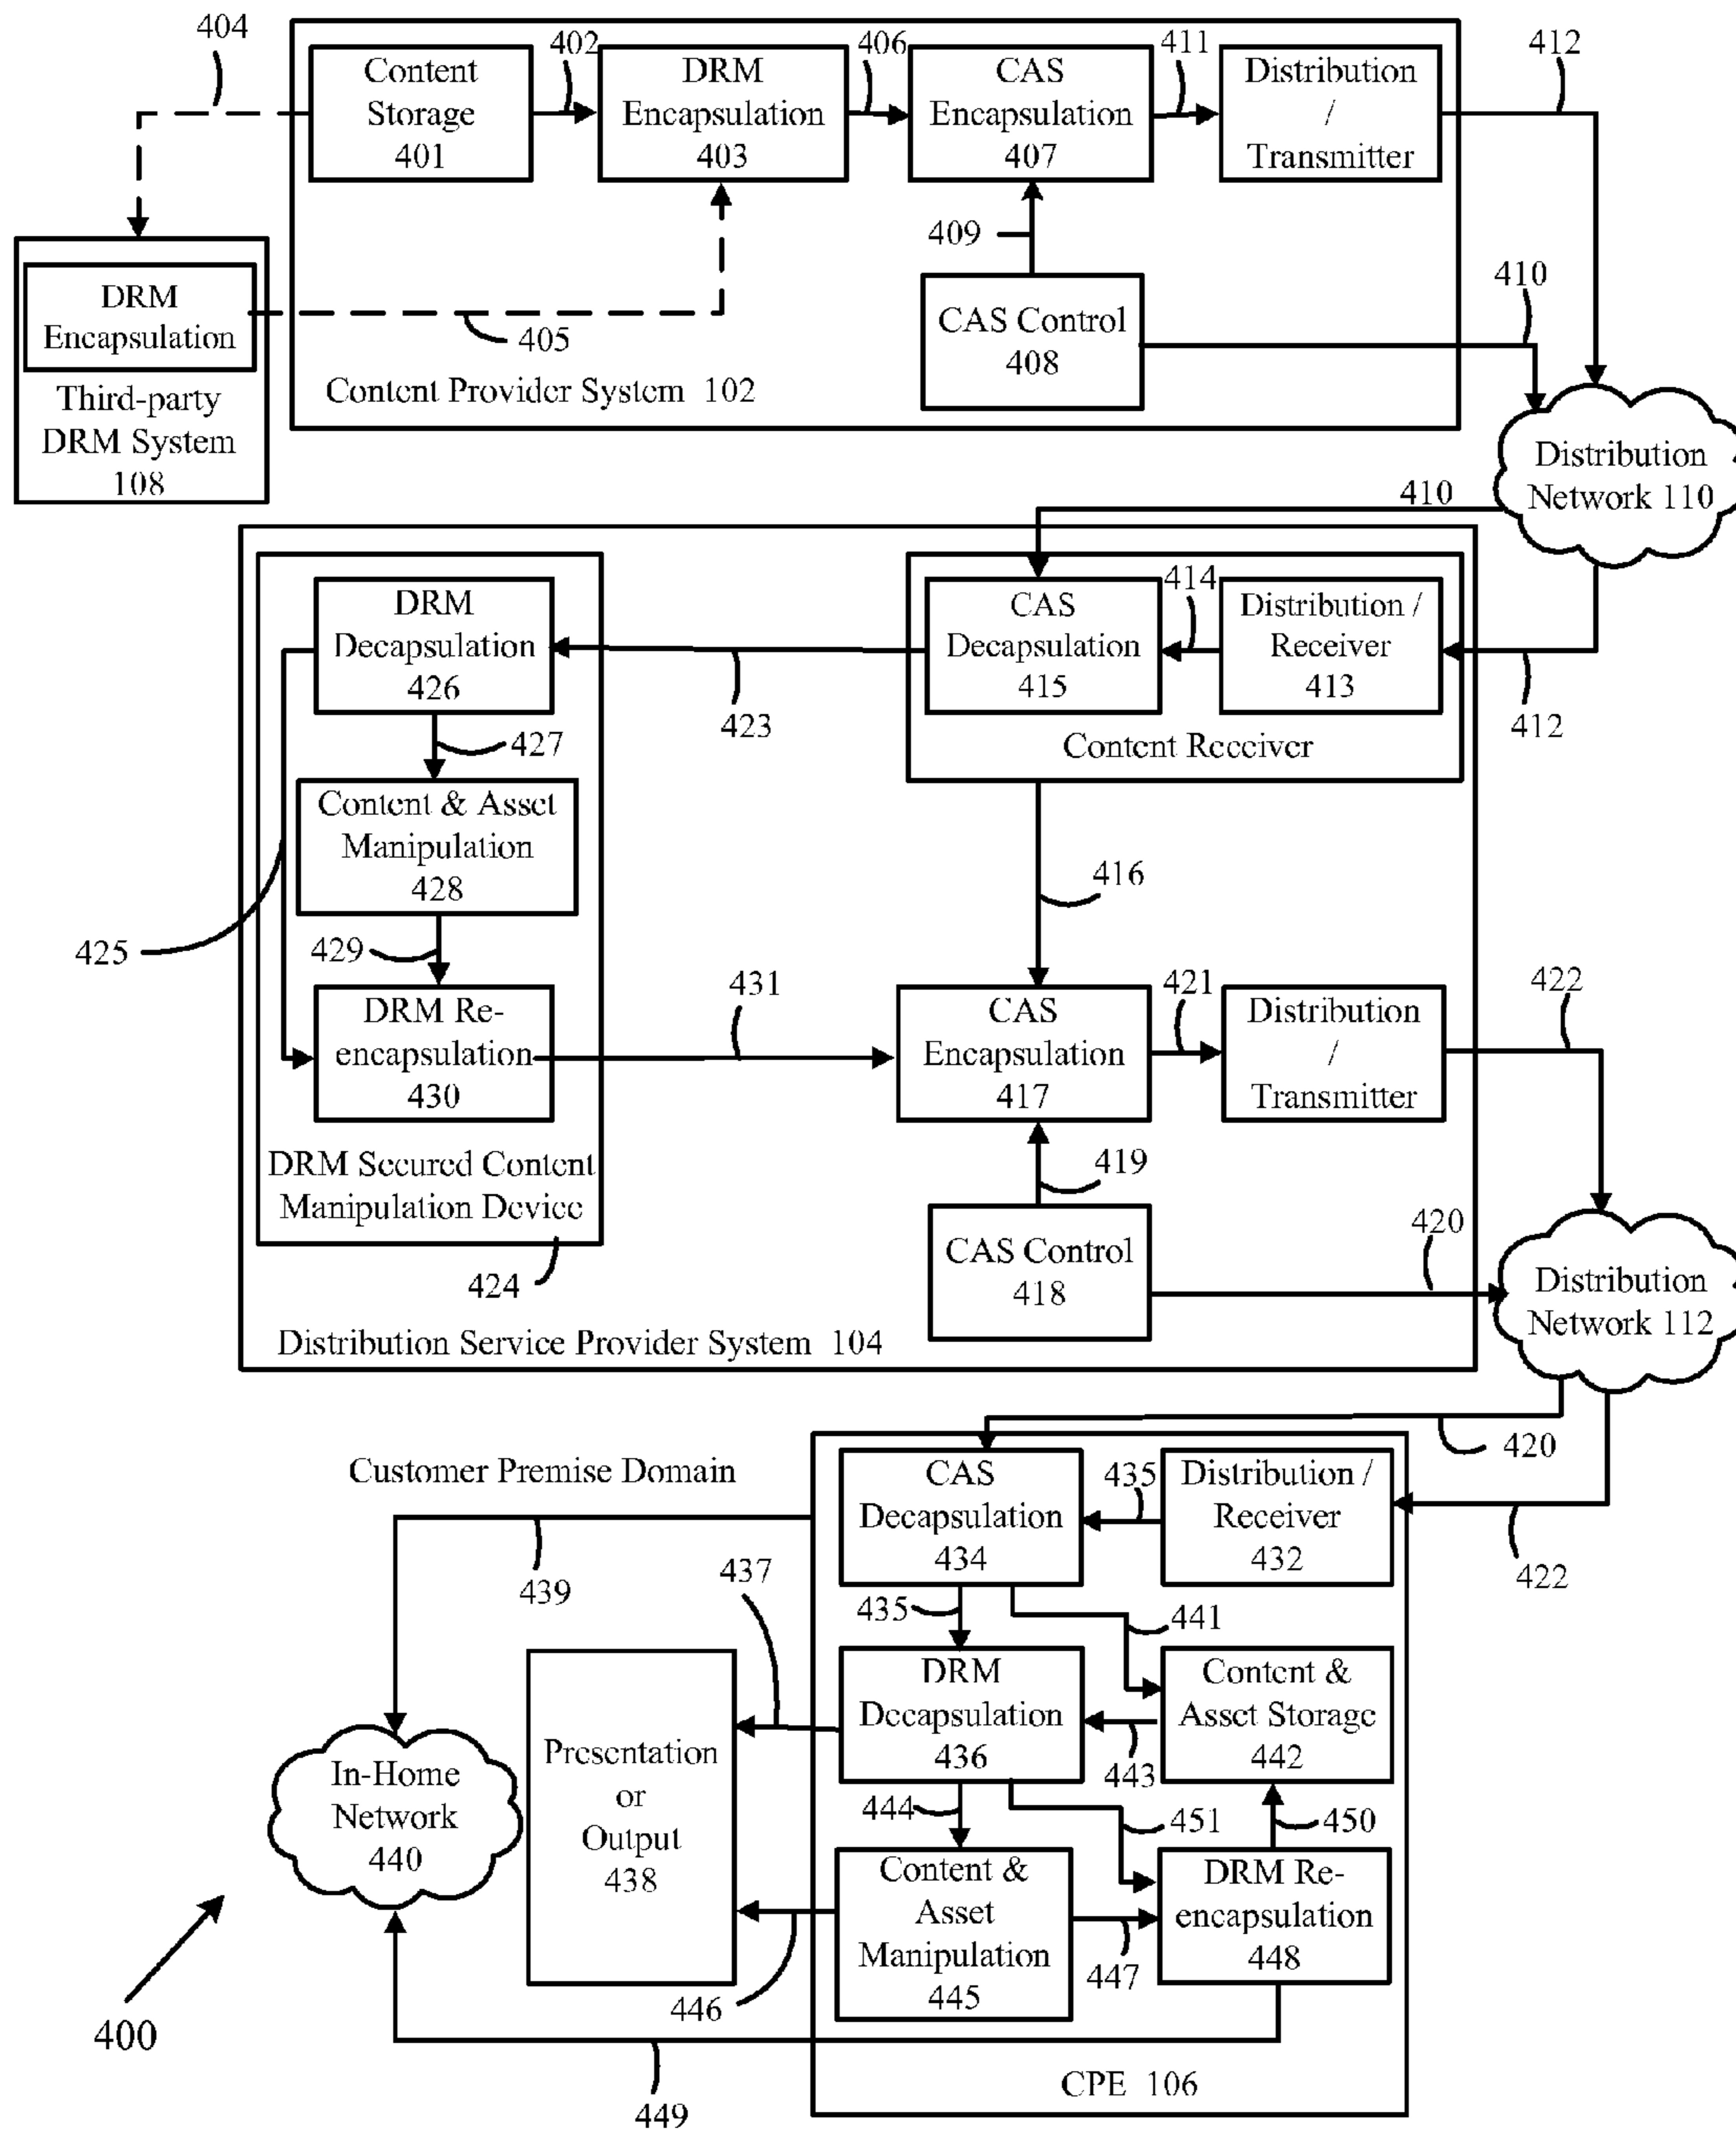 404
Content
Storage
401
402
DRM
Encapsulation
403
406
CAS
Encapsulation
407
411
Distribution
/
Transmitter
412
409
CAS Control
408
410
DRM
Encapsulation
Third-party
DRM System
108
405
Content Provider System 102
Distribution
Network 110
410
DRM
Decapsulation
426
423
CAS
Decapsulation
415
414
Distribution /
Receiver
413
412
Content Receiver
427
Content & Asset
Manipulation
428
425
429
416
DRM Re-
encapsulation
430
431
CAS
Encapsulation
417
421
Distribution
/
Transmitter
422
DRM Secured Content
Manipulation Device
424
419
CAS Control
418
420
Distribution
Network 112
Distribution Service Provider System 104
420
Customer Premise Domain
CAS
Decapsulation
434
435
Distribution /
Receiver
432
422
439
437
435
441
DRM
Decapsulation
436
Content &
Asset Storage
442
443
Presentation
or
Output
438
In-Home
Network
440
444
451
450
Content &
Asset
Manipulation
445
DRM Re-
encapsulation
448
447
446
400
449
CPE 106